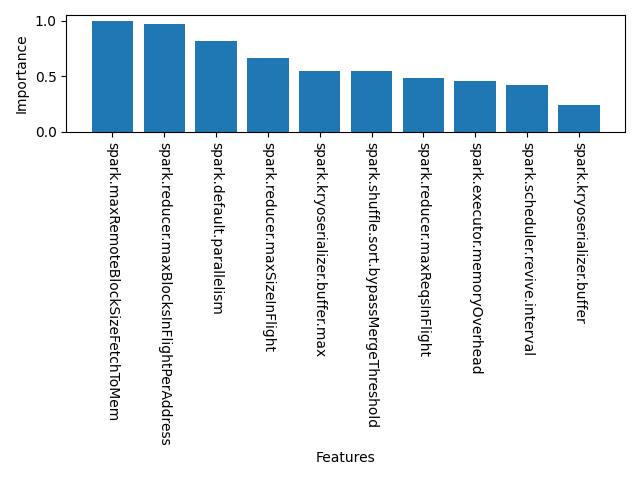 Importance
1.0
0.5
0.0
spark.maxRemoteBlockSizeFetchToMem
spark.reducer.maxBlocksInFlightPerAddress
spark.default.parallelism
spark.reducer.maxSizeInFlight
spark.kryoserializer.buffer.max
spark.shuffle.sort.bypassMergeThreshold
spark.reducer.maxReqsInFlight
spark.executor.memoryOverhead
spark.scheduler.revive.interval
spark.kryoserializer.buffer
Features